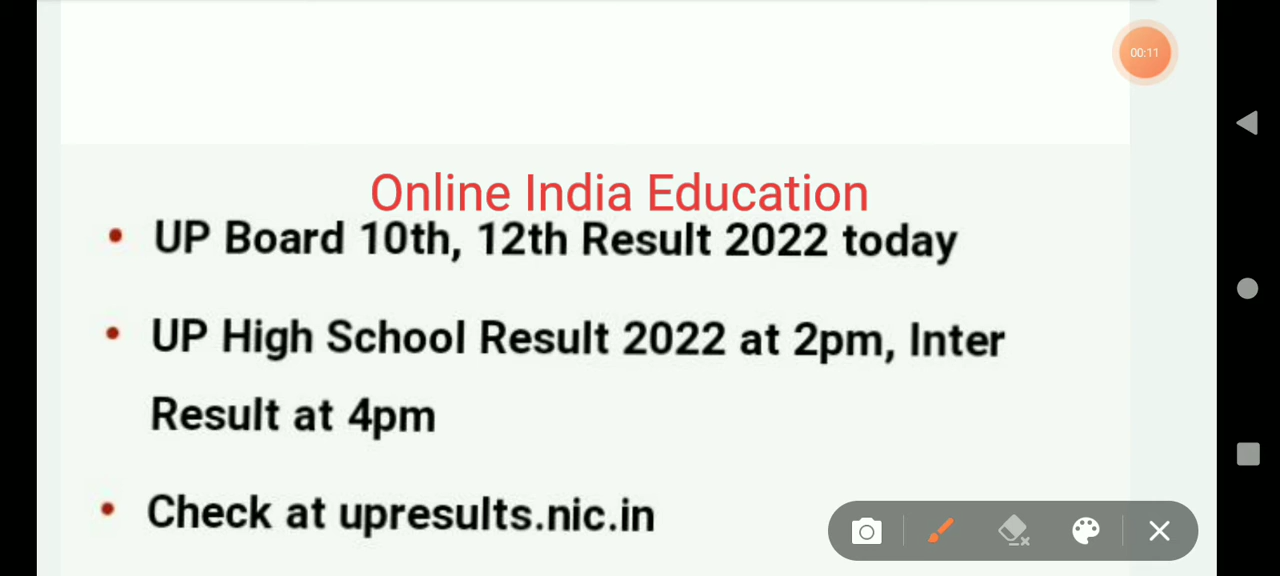 00:11
Online India Education
• UP Board 10th, 12th Result 2022 today
• UP High School Result 2022 at 2pm, Inter
Result at 4pm
• Check at upresults.nic.in